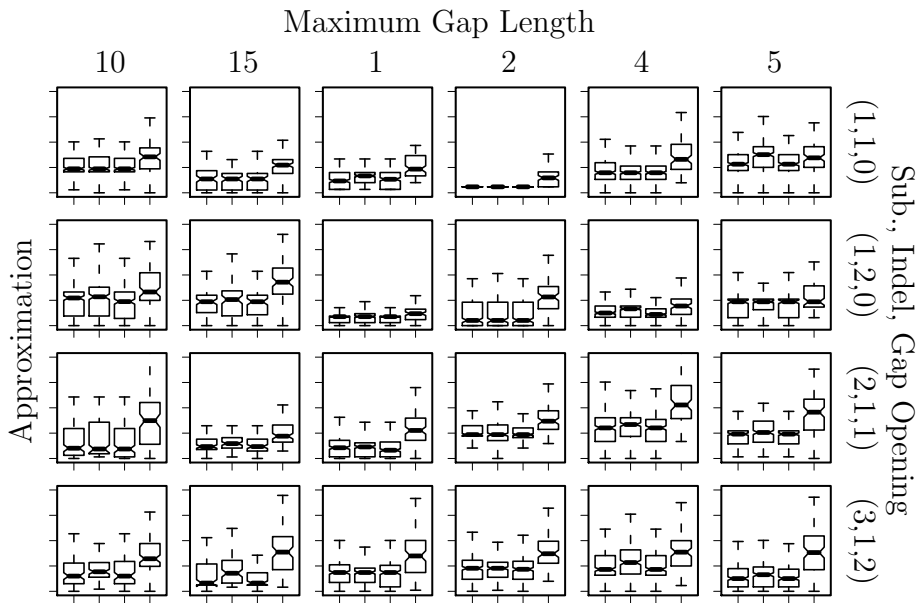 Maximum Gap Length
10 15 1 2 4 5
Approximation
(1,1,0)
(1,2,0)
(2,1,1)
(3,1,2)
Sub., Indel, Gap Opening